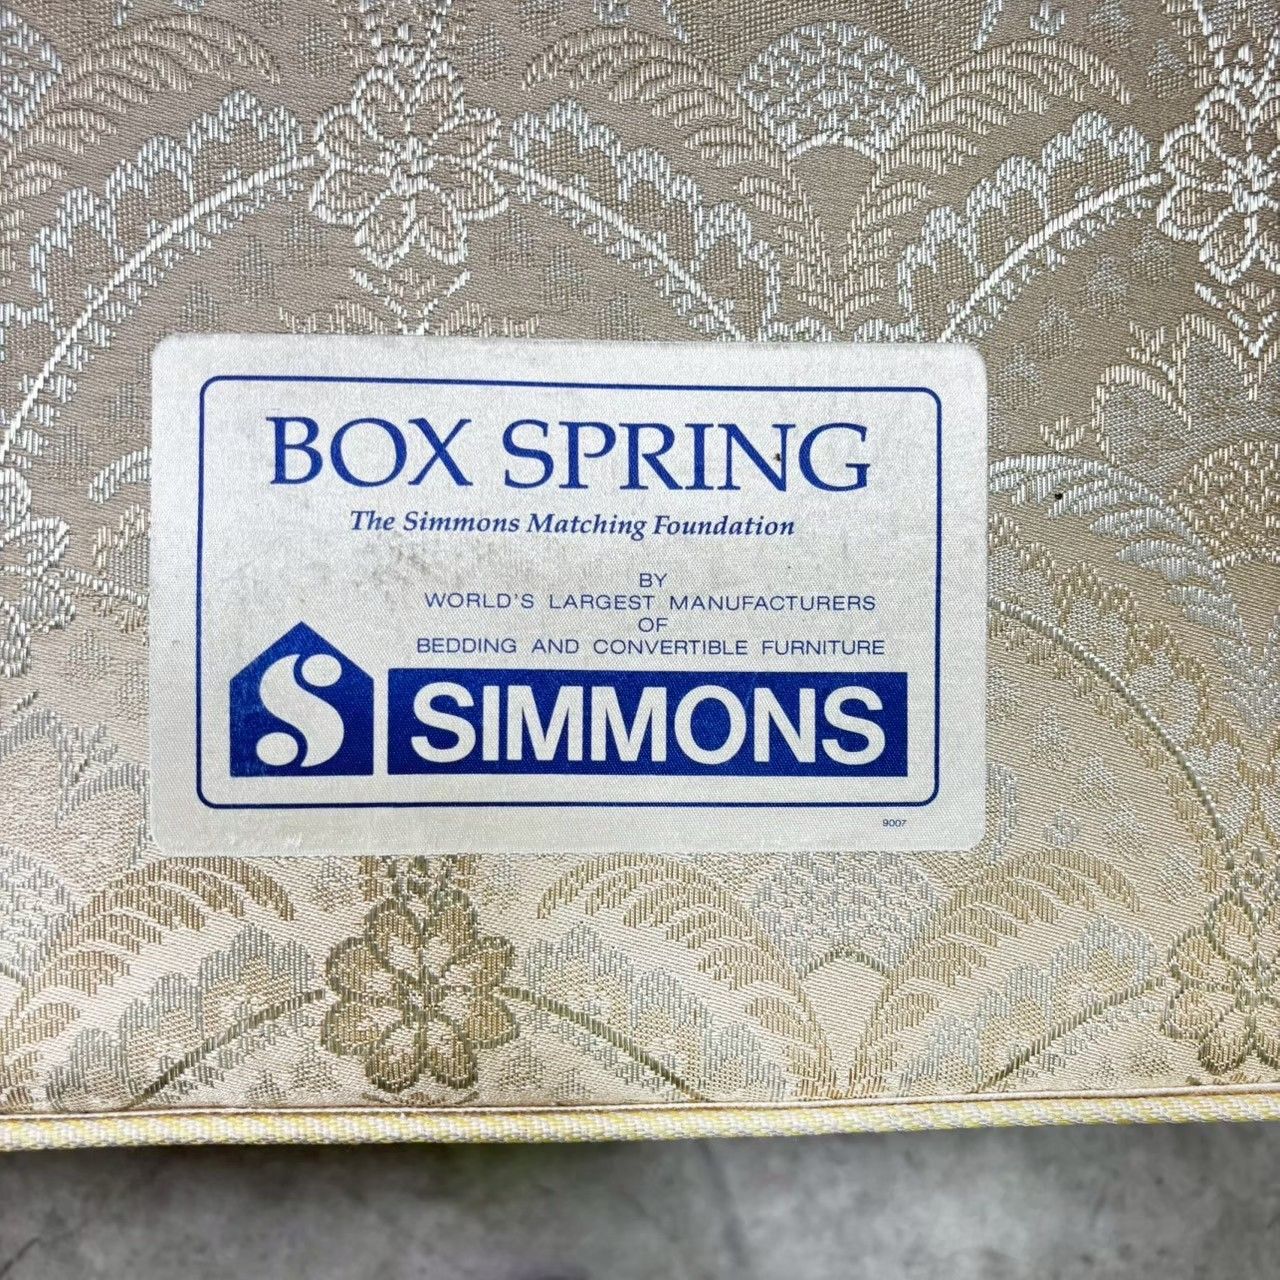 BOX SPRING
The Simmons Matching Foundation
BY
WORLD'S LARGEST MANUFACTURERS
OF
BEDDING AND CONVERTIBLE FURNITURE
S SIMMONS
9007